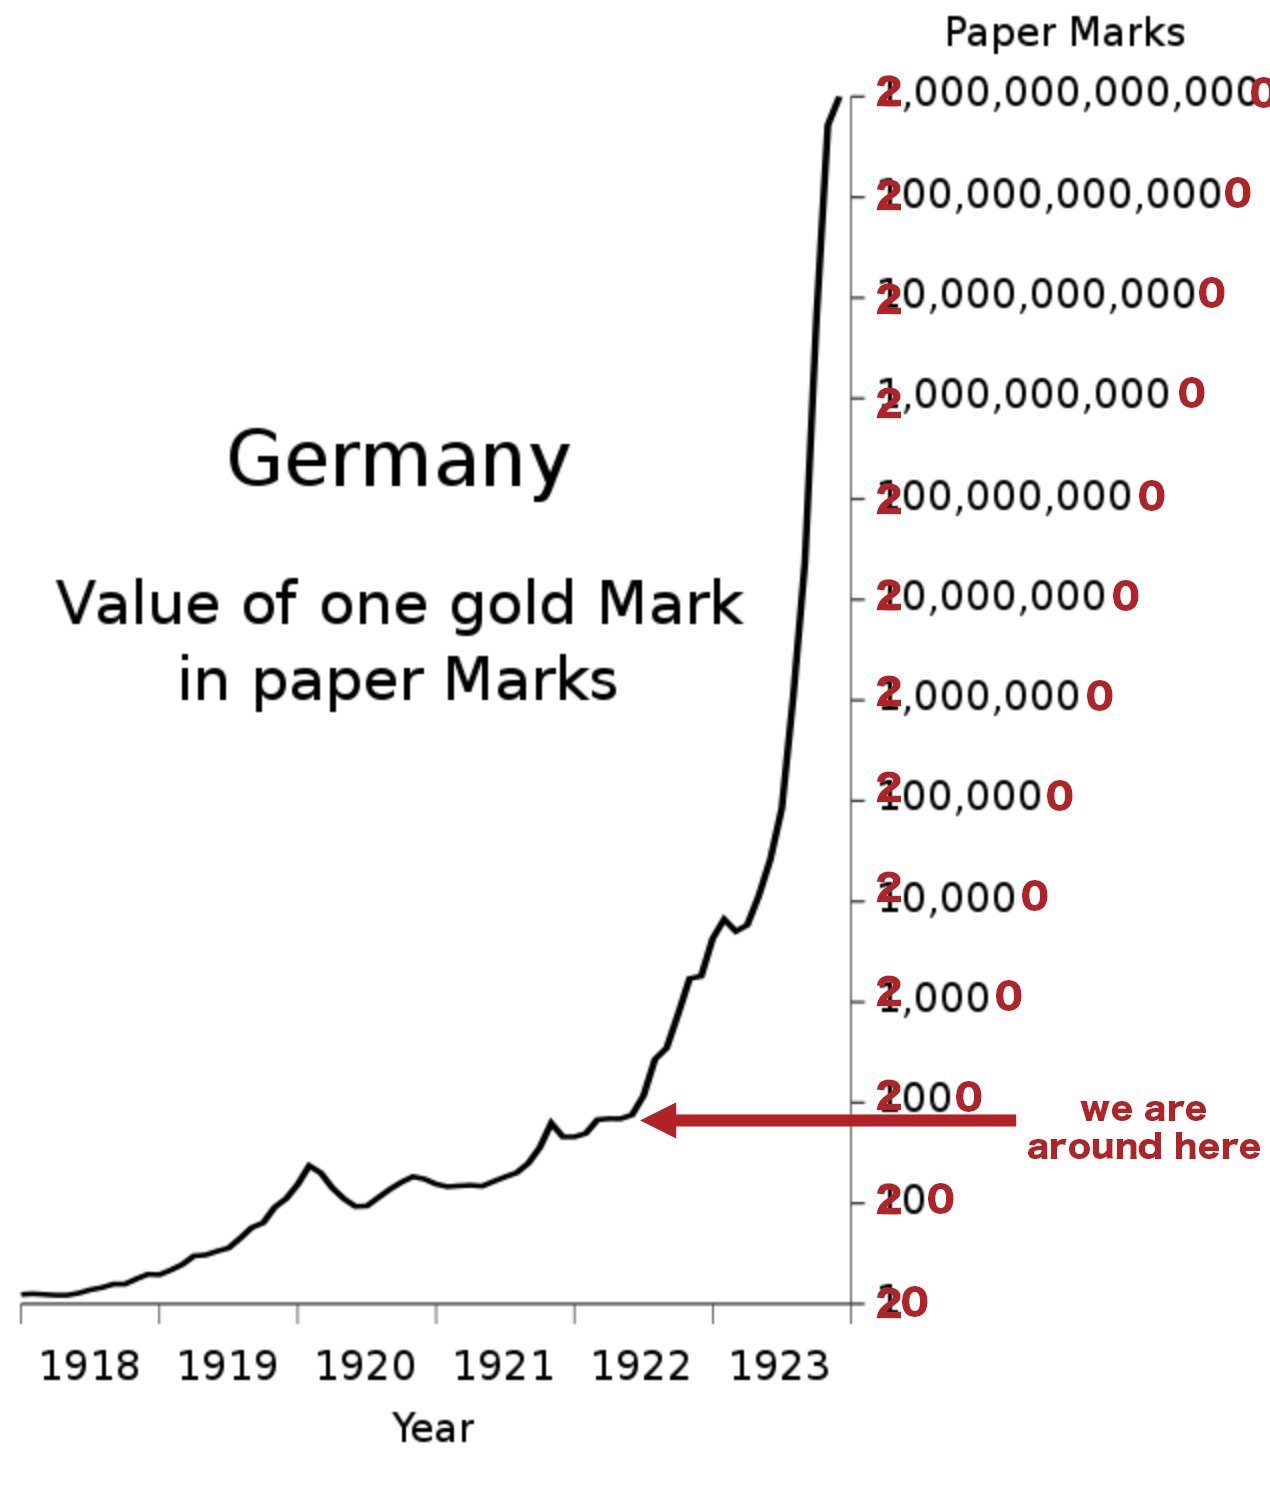 Paper Marks
2,000,000,000,0000
200,000,000,0000
20,000,000,0000
2,000,000,0000
Germany
200,000,0000
Value of one gold Mark
in paper Marks
20,000,0000
2,000,0000
200,0000
20,0000
2,0000
2000
we are
around here
200
20
1918 1919 1920 1921 1922 1923
Year